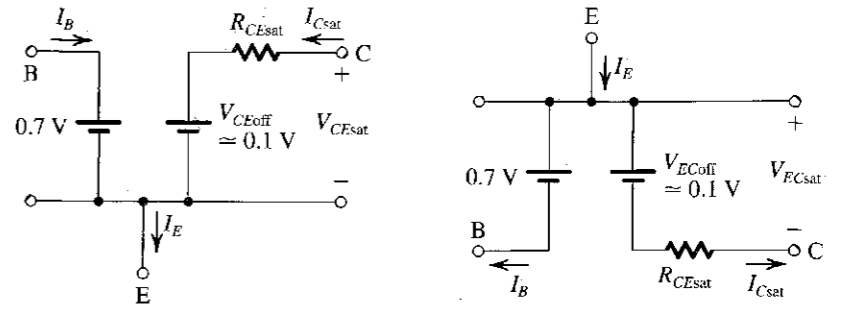 I_B
R_CEsat
I_Csat
B
C
+
0.7 V
V_CEoff
≃ 0.1 V
V_CEsat
−
I_E
E
E
I_E
+
0.7 V
V_ECoff
≃ 0.1 V
V_ECsat
B
−
C
I_B
R_CEsat
I_Csat